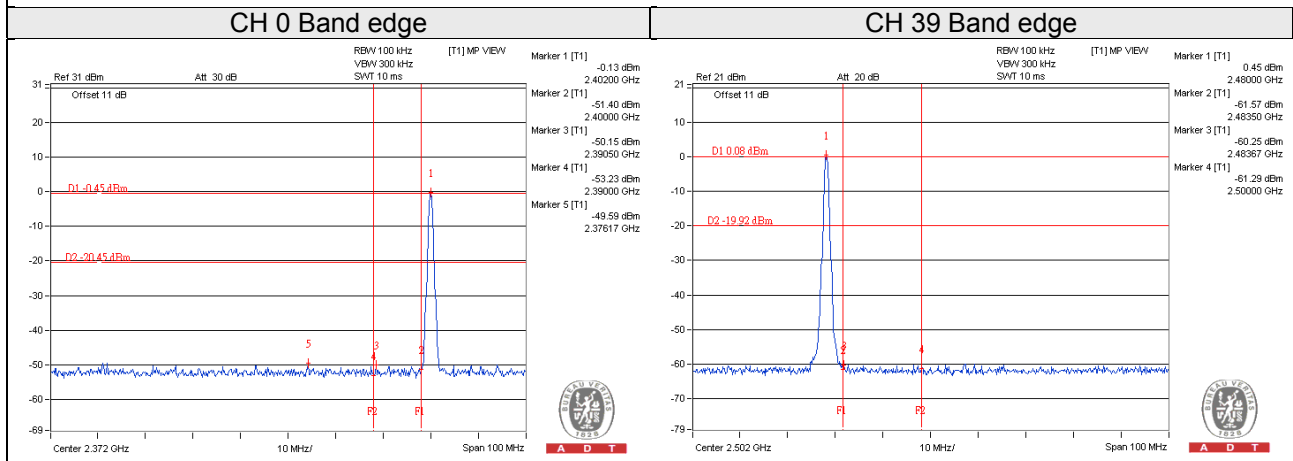 CH 0 Band edge
RBW 100 kHz
[T1] MP VIEW
VBW 300 kHz
Ref 31 dBm
Att 30 dB
SWT 10 ms
31
Offset 11 dB
20
10
0
-10
-20
-30
-40
-50
-60
-69
D1 -0.45 dBm
D2 -20.45 dBm
1
5
3
4
2
F2
F1
Center 2.372 GHz
10 MHz/
Span 100 MHz
Marker 1 [T1]
-0.13 dBm
2.40200 GHz
Marker 2 [T1]
-51.40 dBm
2.40000 GHz
Marker 3 [T1]
-50.15 dBm
2.39050 GHz
Marker 4 [T1]
-53.23 dBm
2.39000 GHz
Marker 5 [T1]
-49.59 dBm
2.37617 GHz
BUREAU VERITAS
1828
A D T
CH 39 Band edge
RBW 100 kHz
[T1] MP VIEW
VBW 300 kHz
Ref 21 dBm
Att 20 dB
SWT 10 ms
21
Offset 11 dB
10
0
-10
-20
-30
-40
-50
-60
-70
-79
D1 0.08 dBm
D2 -19.92 dBm
1
3
2
4
F1
F2
Center 2.502 GHz
10 MHz/
Span 100 MHz
Marker 1 [T1]
0.45 dBm
2.48000 GHz
Marker 2 [T1]
-61.57 dBm
2.48350 GHz
Marker 3 [T1]
-60.25 dBm
2.48367 GHz
Marker 4 [T1]
-61.29 dBm
2.50000 GHz
BUREAU VERITAS
1828
A D T